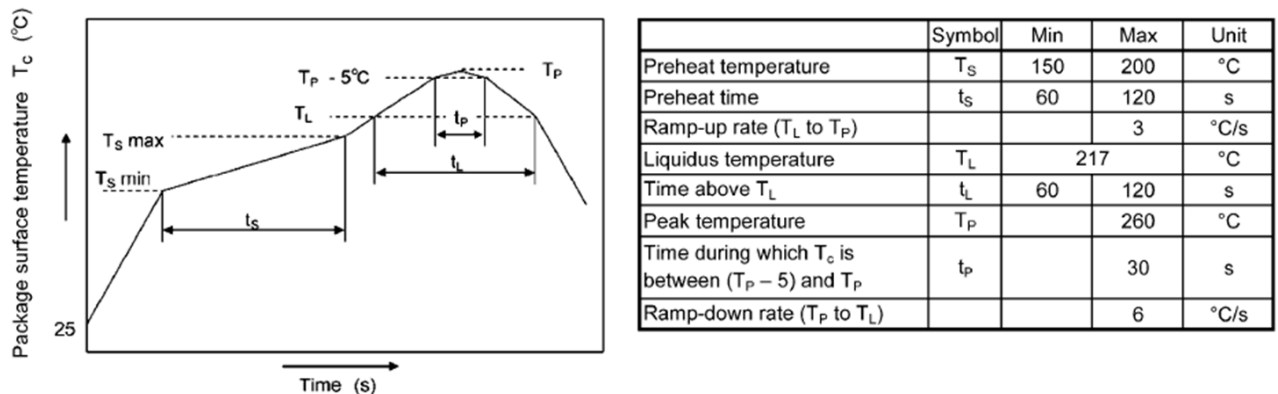 Package surface temperature T_c (°C)
T_P - 5°C
T_P
T_L
t_P
T_S max
t_L
T_S min
t_S
25
Time (s)
Symbol Min Max Unit
Preheat temperature T_S 150 200 °C
Preheat time t_S 60 120 s
Ramp-up rate (T_L to T_P) 3 °C/s
Liquidus temperature T_L 217 °C
Time above T_L t_L 60 120 s
Peak temperature T_P 260 °C
Time during which T_c is
between (T_P – 5) and T_P t_P 30 s
Ramp-down rate (T_P to T_L) 6 °C/s